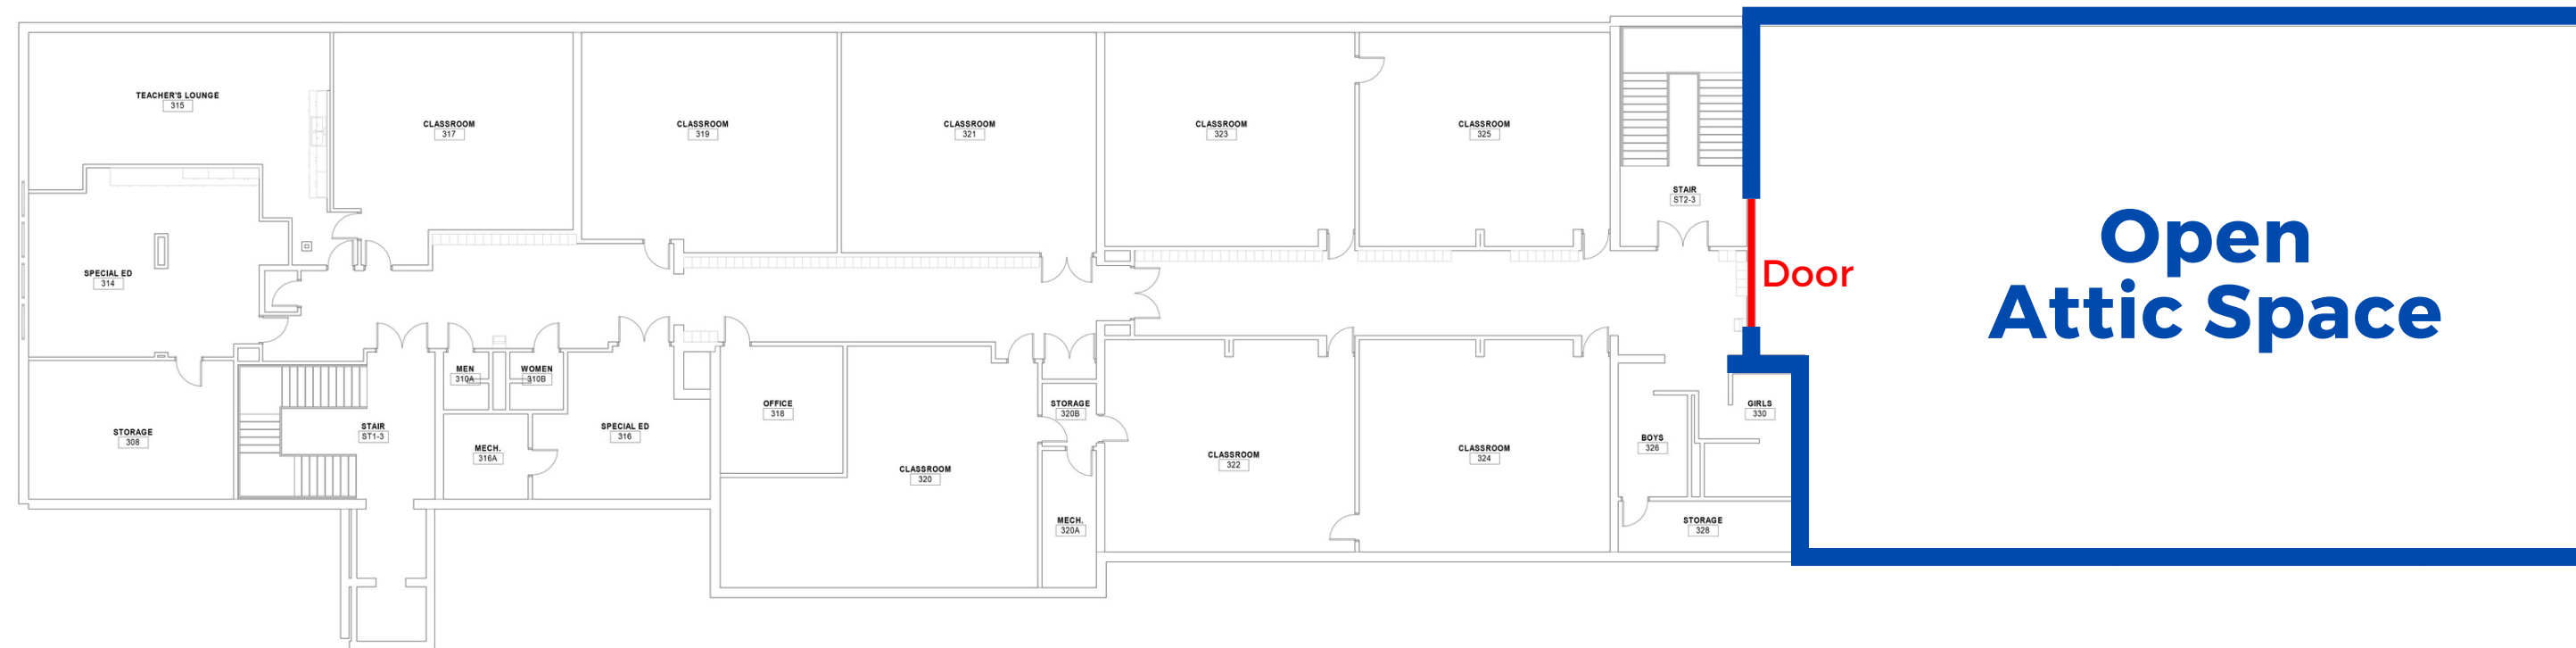 TEACHER'S LOUNGE
315
CLASSROOM
317
CLASSROOM
319
CLASSROOM
321
CLASSROOM
323
CLASSROOM
325
STAIR
ST2-3
SPECIAL ED
314
Door
Open
Attic Space
STORAGE
308
STAIR
ST1-3
MEN
310A
WOMEN
310B
MECH.
316A
SPECIAL ED
316
OFFICE
318
CLASSROOM
320
STORAGE
320B
MECH.
320A
CLASSROOM
322
CLASSROOM
324
BOYS
326
GIRLS
330
STORAGE
328